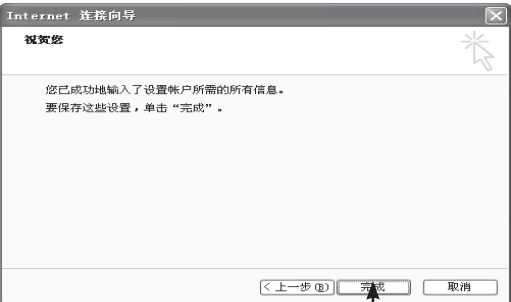 Internet 连接向导
祝贺您
您已成功地输入了设置帐户所需的所有信息。
要保存这些设置，单击“完成”。
< 上一步(B) 完成 取消